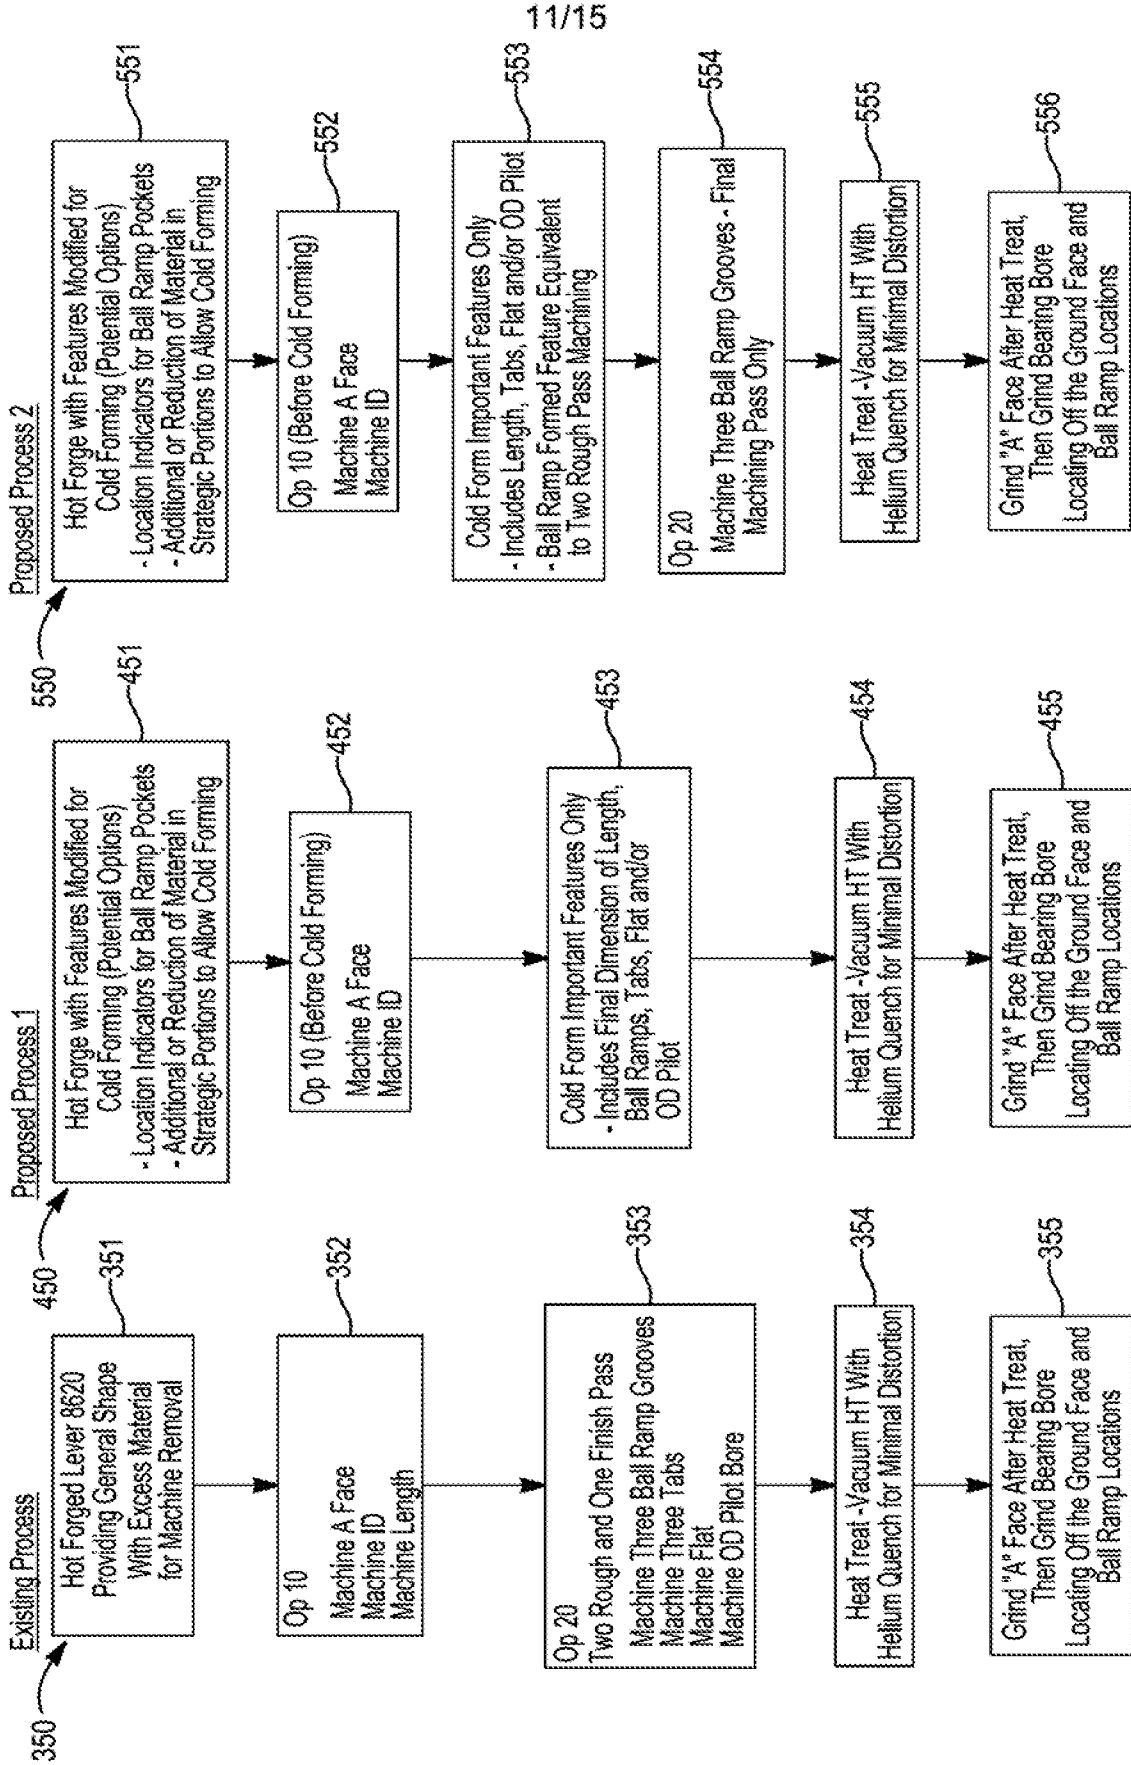 11/15
Existing Process
350
Hot Forged Lever 8620
Providing General Shape
With Excess Material
for Machine Removal
351
Op 10
Machine A Face
Machine ID
Machine Length
352
Op 20
Two Rough and One Finish Pass
Machine Three Ball Ramp Grooves
Machine Three Tabs
Machine Flat
Machine OD Pilot Bore
353
Heat Treat-Vacuum HT With
Helium Quench for Minimal Distortion
354
Grind "A" Face After Heat Treat,
Then Grind Bearing Bore
Locating Off the Ground Face and
Ball Ramp Locations
355
Proposed Process 1
450
Hot Forge with Features Modified for
Cold Forming (Potential Options)
- Location Indicators for Ball Ramp Pockets
- Additional or Reduction of Material in
Strategic Portions to Allow Cold Forming
451
Op 10 (Before Cold Forming)
Machine A Face
Machine ID
452
Cold Form Important Features Only
- Includes Final Dimension of Length,
Ball Ramps, Tabs, Flat and/or
OD Pilot
453
Heat Treat -Vacuum HT With
Helium Quench for Minimal Distortion
454
Grind "A" Face After Heat Treat,
Then Grind Bearing Bore
Locating Off the Ground Face and
Ball Ramp Locations
455
Proposed Process 2
550
Hot Forge with Features Modified for
Cold Forming (Potential Options)
- Location Indicators for Ball Ramp Pockets
- Additional or Reduction of Material in
Strategic Portions to Allow Cold Forming
551
Op 10 (Before Cold Forming)
Machine A Face
Machine ID
552
Cold Form Important Features Only
- Includes Length, Tabs, Flat and/or OD Pilot
- Ball Ramp Formed Feature Equivalent
to Two Rough Pass Machining
553
Op 20
Machine Three Ball Ramp Grooves - Final
Machining Pass Only
554
Heat Treat -Vacuum HT With
Helium Quench for Minimal Distortion
555
Grind "A" Face After Heat Treat,
Then Grind Bearing Bore
Locating Off the Ground Face and
Ball Ramp Locations
556